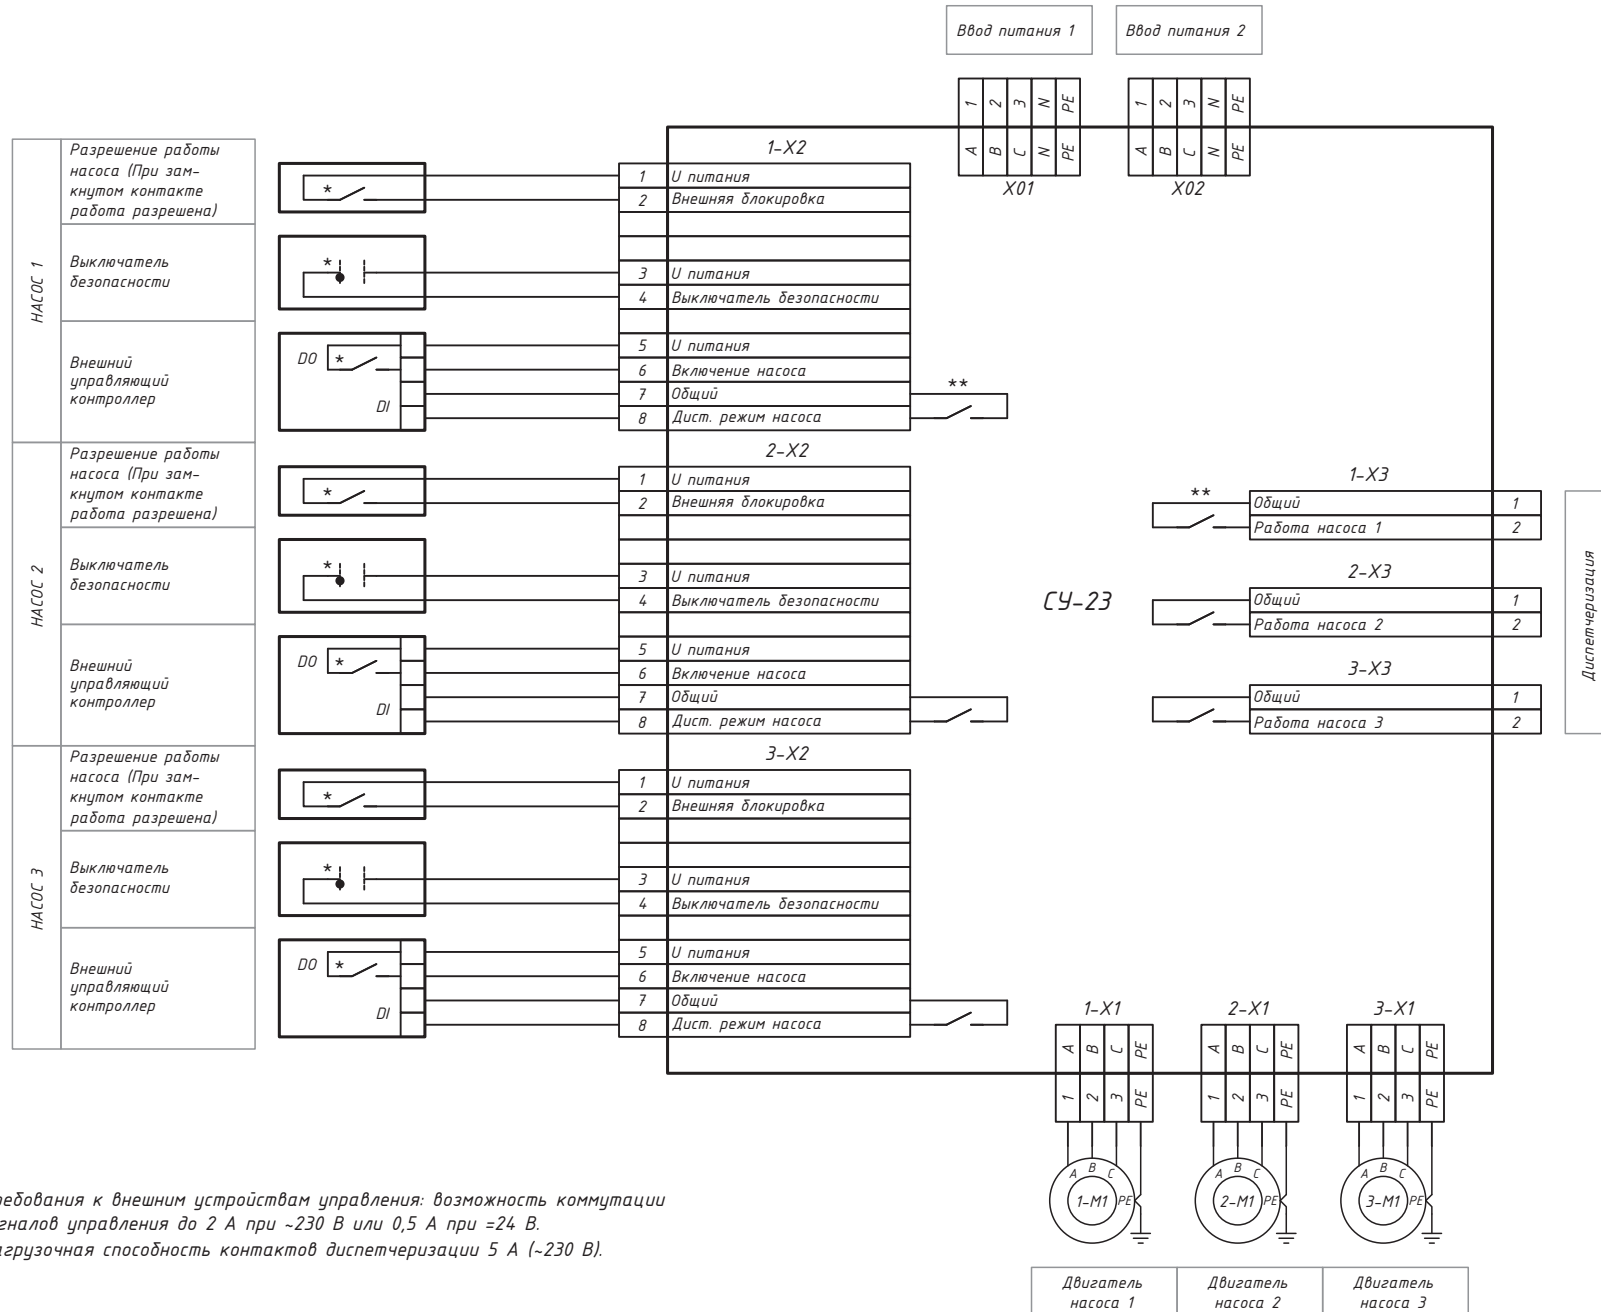 Ввод питания 1
Ввод питания 2
1 2 3 N PE
A B C N PE
X01
1 2 3 N PE
A B C N PE
X02
НАСОС 1
Разрешение работы
насоса (При зам-
кнутом контакте
работа разрешена)
Выключатель
безопасности
Внешний
управляющий
контроллер
*
*
DO *
DI
1-X2
1 U питания
2 Внешняя блокировка
3 U питания
4 Выключатель безопасности
5 U питания
6 Включение насоса
7 Общий
8 Дист. режим насоса
**
НАСОС 2
Разрешение работы
насоса (При зам-
кнутом контакте
работа разрешена)
Выключатель
безопасности
Внешний
управляющий
контроллер
*
*
DO *
DI
2-X2
1 U питания
2 Внешняя блокировка
3 U питания
4 Выключатель безопасности
5 U питания
6 Включение насоса
7 Общий
8 Дист. режим насоса
НАСОС 3
Разрешение работы
насоса (При зам-
кнутом контакте
работа разрешена)
Выключатель
безопасности
Внешний
управляющий
контроллер
*
*
DO *
DI
3-X2
1 U питания
2 Внешняя блокировка
3 U питания
4 Выключатель безопасности
5 U питания
6 Включение насоса
7 Общий
8 Дист. режим насоса
СУ-23
1-X3
**
Общий 1
Работа насоса 1 2
2-X3
Общий 1
Работа насоса 2 2
3-X3
Общий 1
Работа насоса 3 2
Диспетчеризация
1-X1
A B C PE
1 2 3 PE
A B C
1-M1 PE
2-X1
A B C PE
1 2 3 PE
A B C
2-M1 PE
3-X1
A B C PE
1 2 3 PE
A B C
3-M1 PE
Двигатель
насоса 1
Двигатель
насоса 2
Двигатель
насоса 3
ребования к внешним устройствам управления: возможность коммутации
гналов управления до 2 А при ~230 В или 0,5 А при =24 В.
агрузочная способность контактов диспетчеризации 5 А (~230 В).